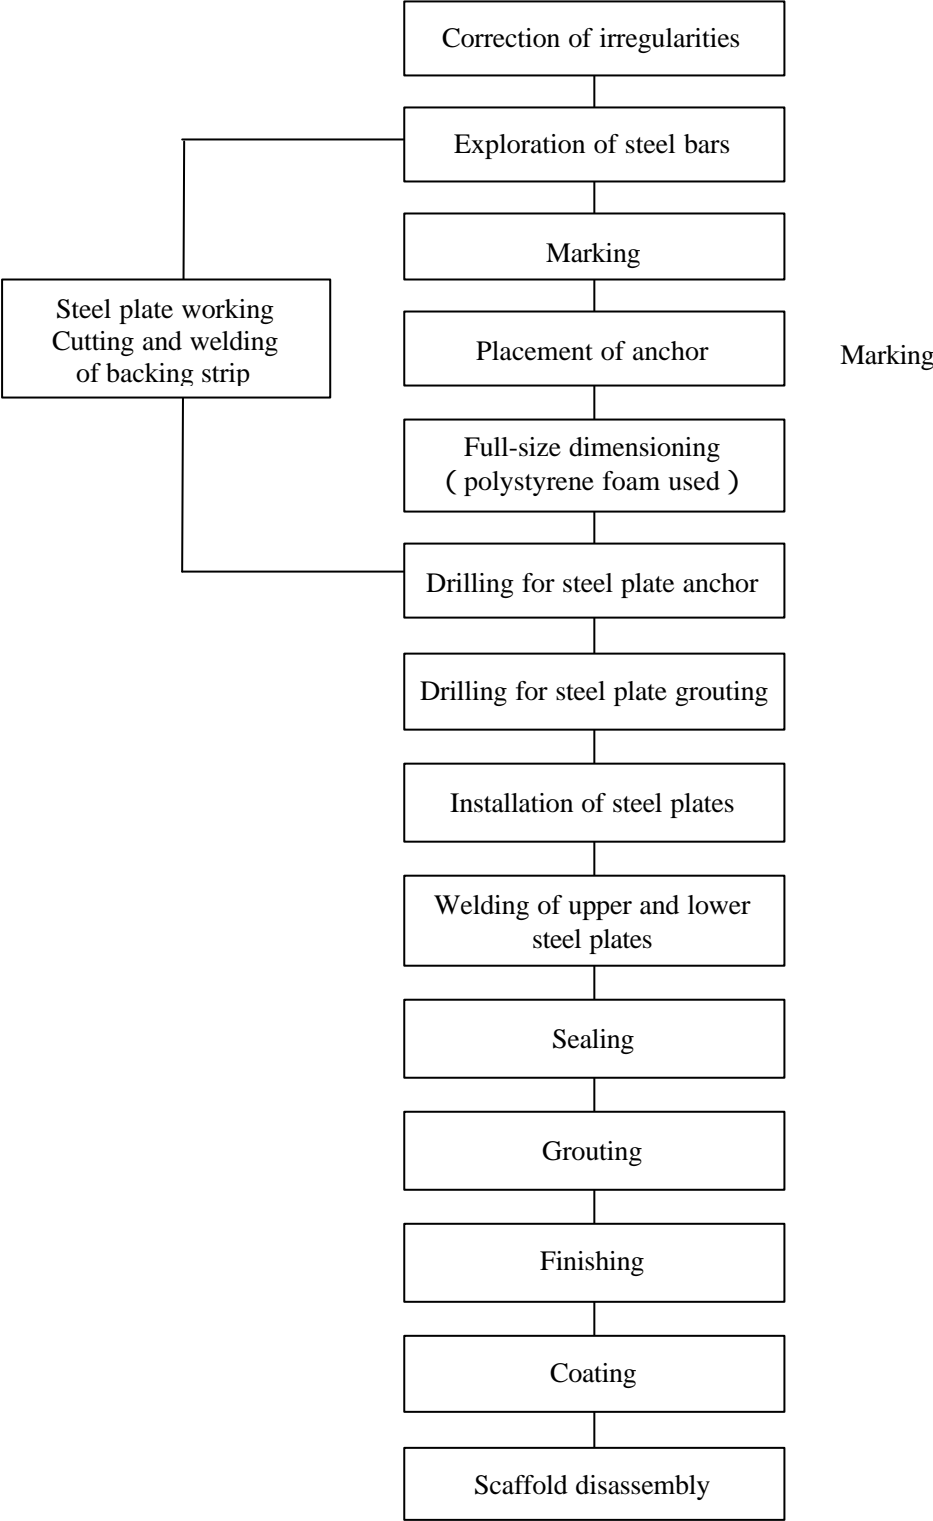 Correction of irregularities
Exploration of steel bars
Marking
Steel plate working
Cutting and welding
of backing strip
Placement of anchor
Marking
Full-size dimensioning
( polystyrene foam used )
Drilling for steel plate anchor
Drilling for steel plate grouting
Installation of steel plates
Welding of upper and lower
steel plates
Sealing
Grouting
Finishing
Coating
Scaffold disassembly